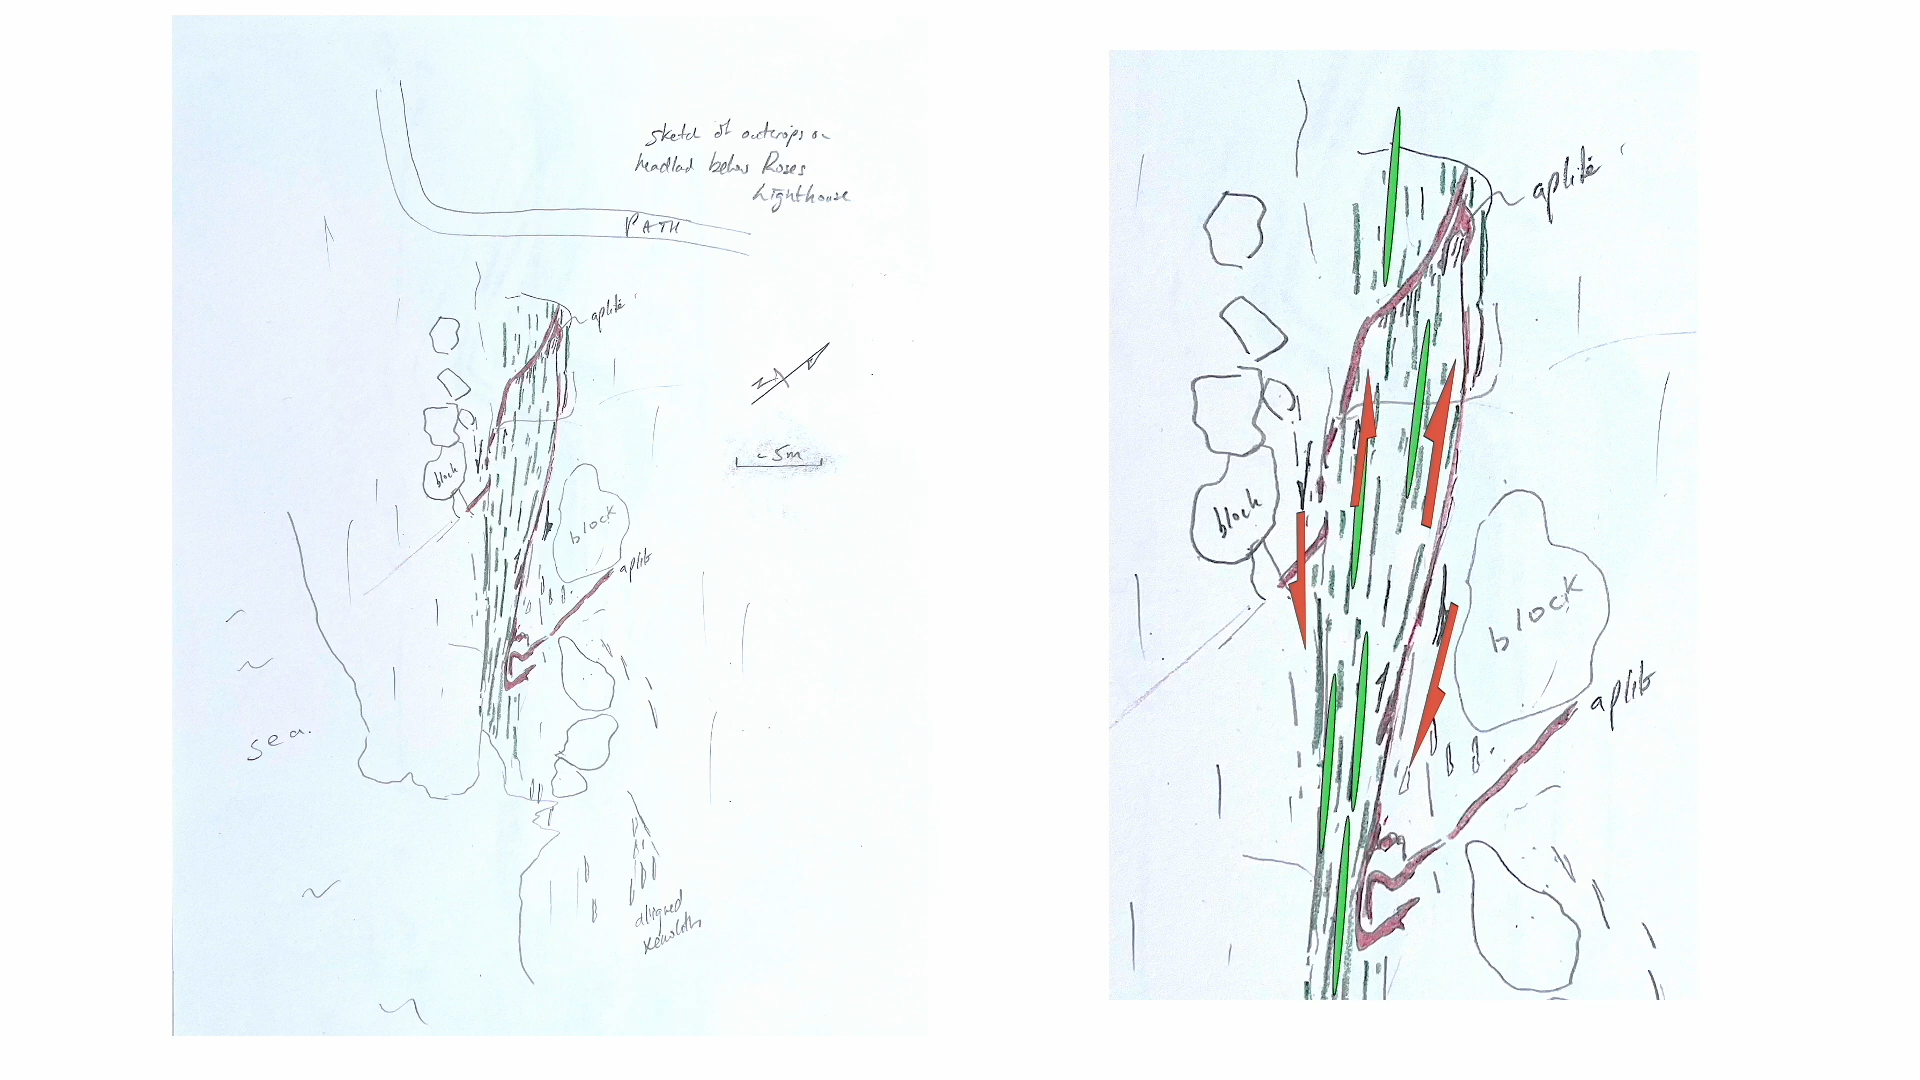 sketch of outcrops on
headlad below Roses
Lighthouse
PATH
aplite
N
~5m
block
block
aplite
sea.
aligned
xenoliths
aplite
block
block
aplite